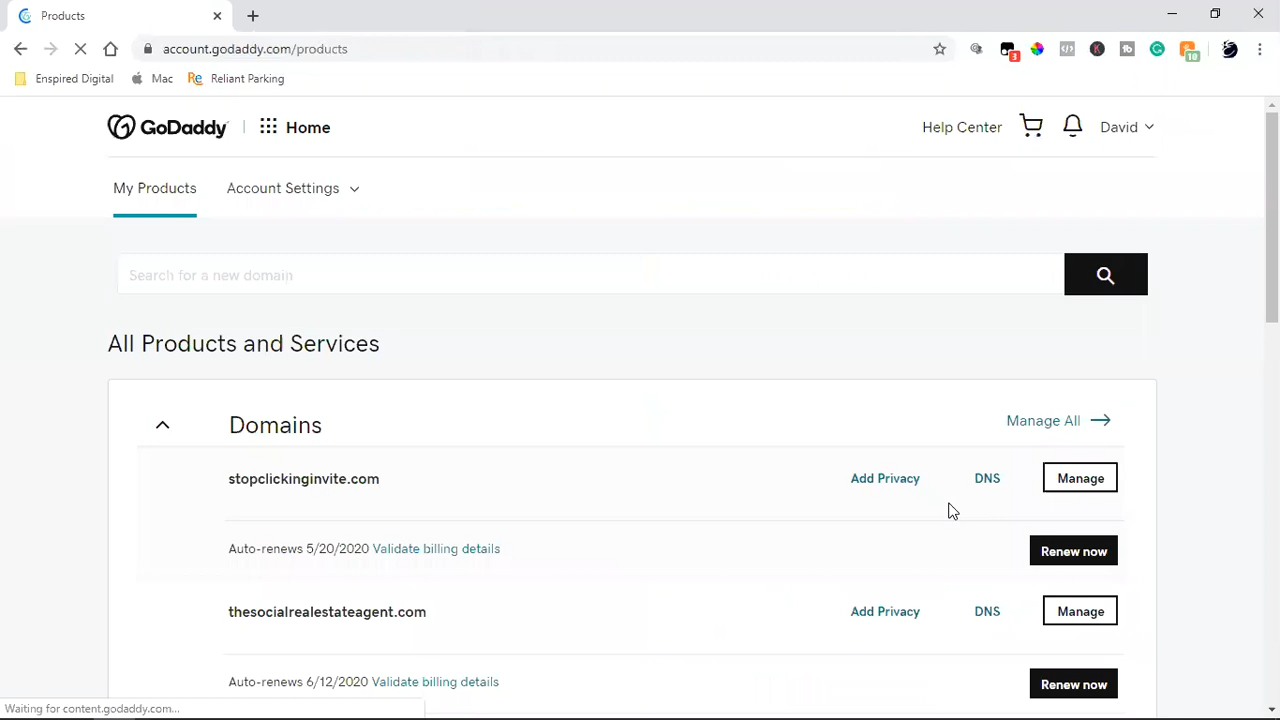 Products
account.godaddy.com/products
3
10
Enspired Digital Mac Reliant Parking
GoDaddy Home Help Center David
My Products Account Settings
Search for a new domain
All Products and Services
Domains Manage All
stopclickinginvite.com Add Privacy DNS Manage
Auto-renews 5/20/2020 Validate billing details Renew now
thesocialrealestateagent.com Add Privacy DNS Manage
Auto-renews 6/12/2020 Validate billing details Renew now
Waiting for content.godaddy.com...